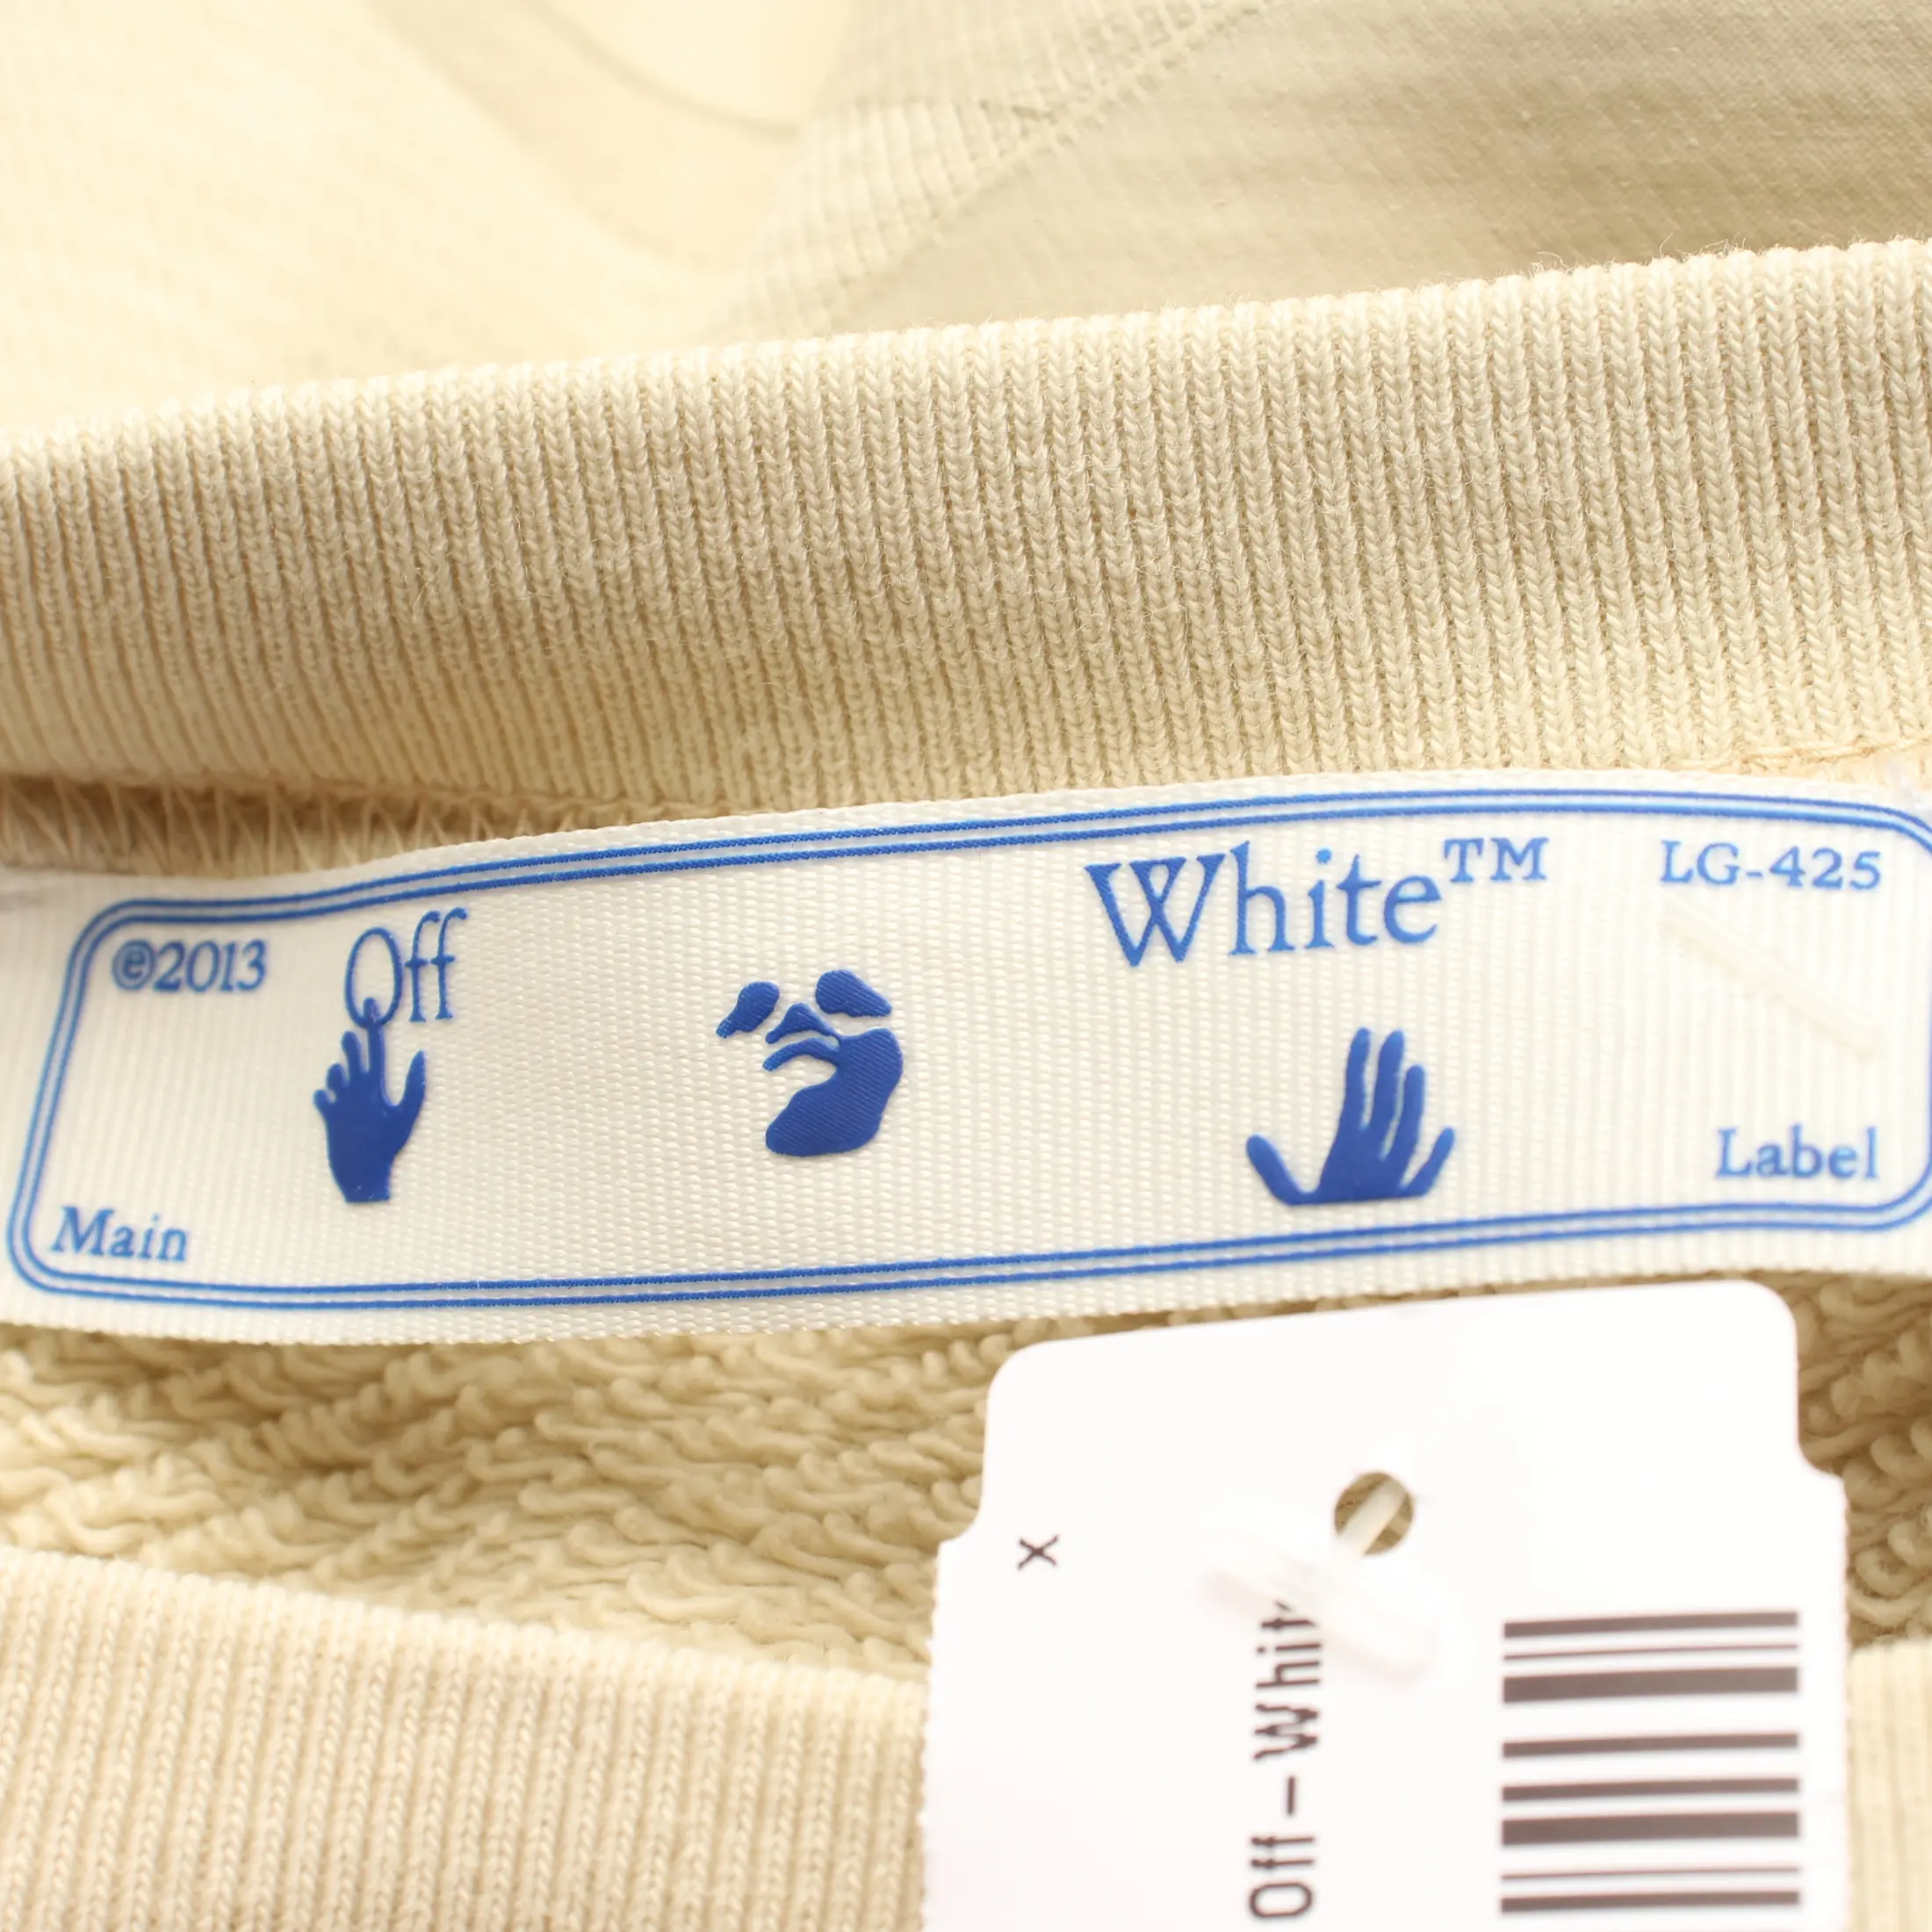 ©2013 Off White™ LG-425
Main Label
x
Off-Whit